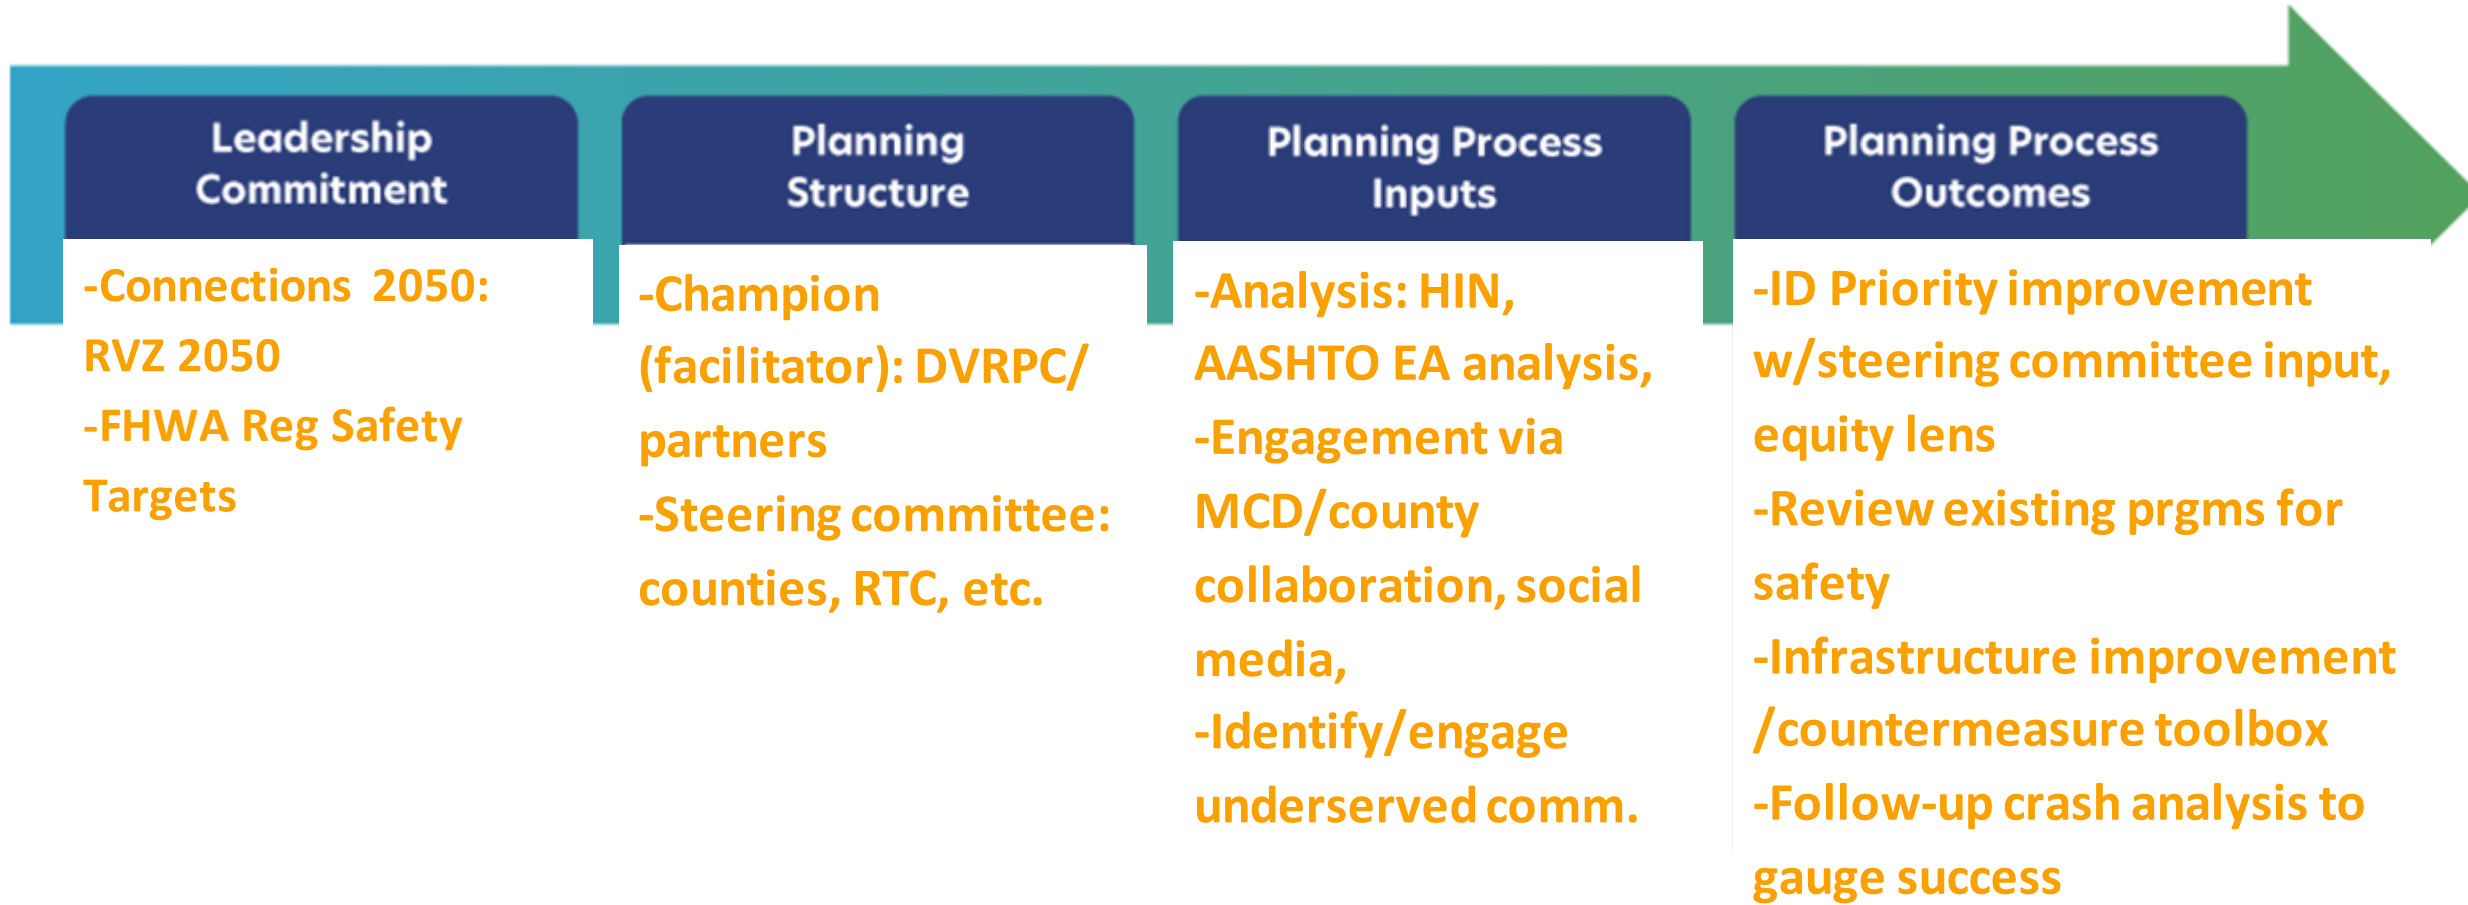 Leadership
Commitment
-Connections 2050:
RVZ 2050
-FHWA Reg Safety
Targets
Planning
Structure
-Champion
(facilitator): DVRPC/
partners
-Steering committee:
counties, RTC, etc.
Planning Process
Inputs
-Analysis: HIN,
AASHTO EA analysis,
-Engagement via
MCD/county
collaboration, social
media,
-Identify/engage
underserved comm.
Planning Process
Outcomes
-ID Priority improvement
w/steering committee input,
equity lens
-Review existing prgms for
safety
-Infrastructure improvement
/countermeasure toolbox
-Follow-up crash analysis to
gauge success